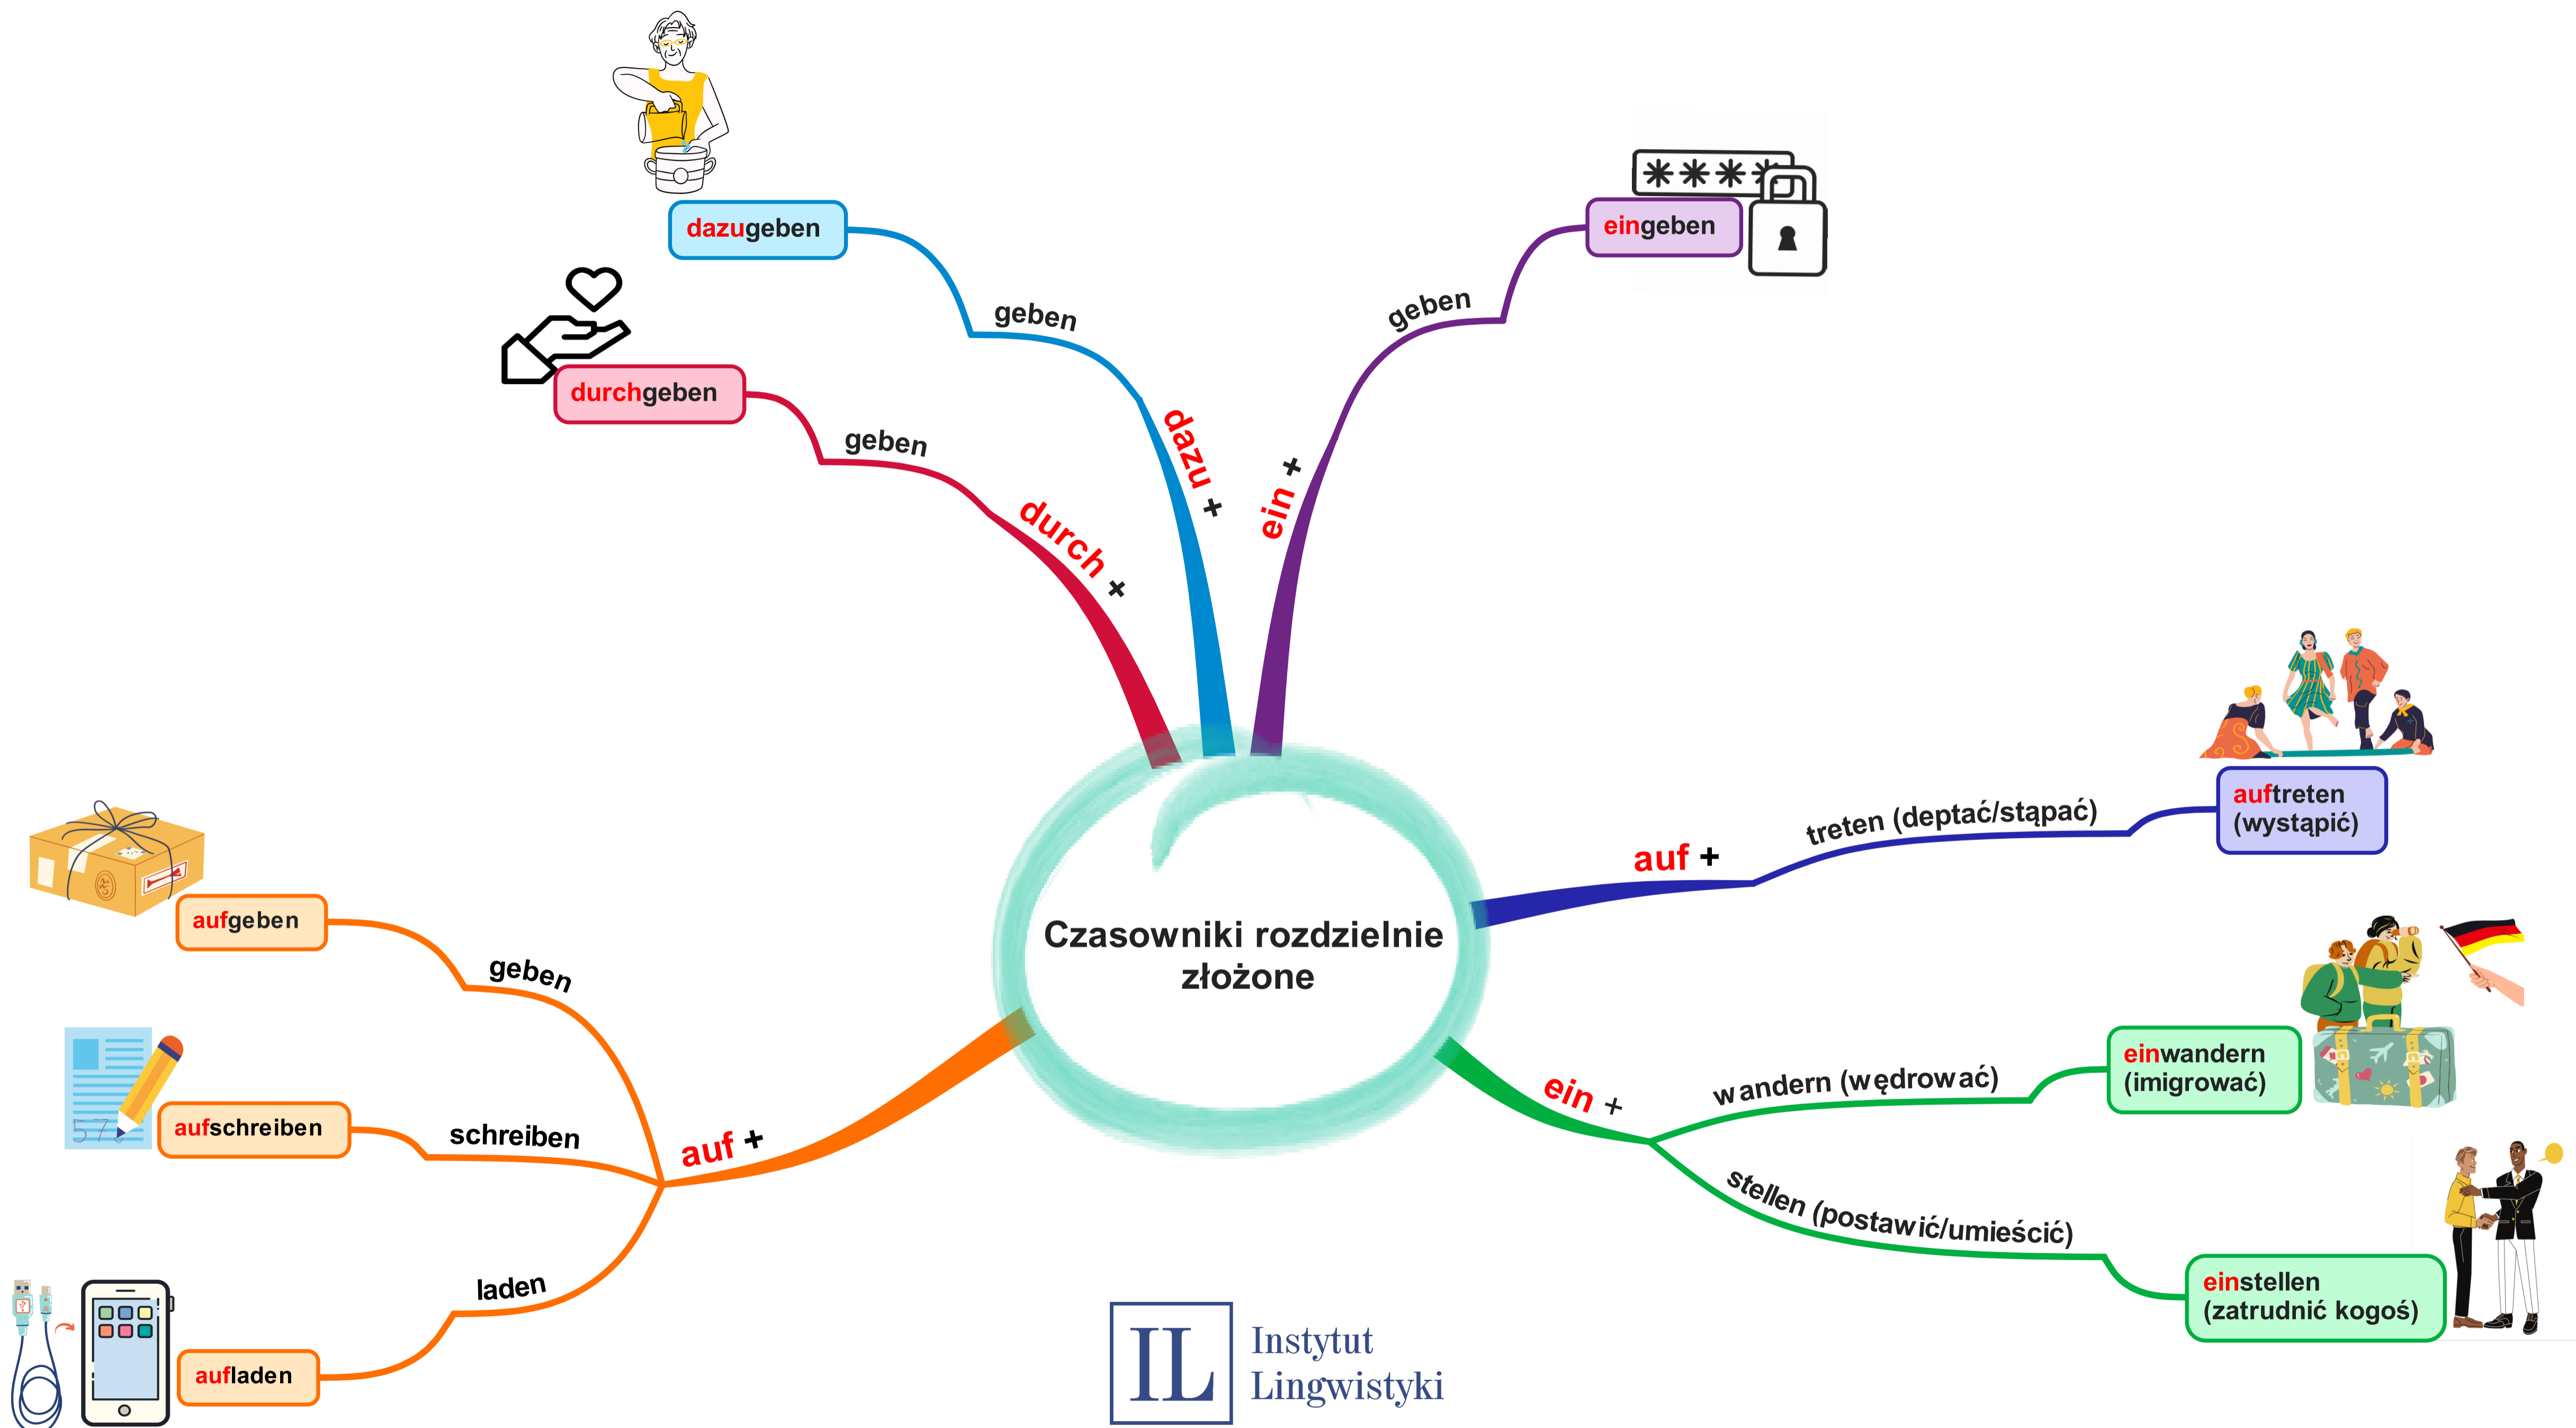 dazugeben
geben
dazu +
durchgeben
geben
durch +
****
eingeben
geben
ein +
Czasowniki rozdzielnie
złożone
auf +
treten (deptać/stąpać)
auftreten
(wystąpić)
ein +
wandern (wędrować)
einwandern
(imigrować)
stellen (postawić/umieścić)
einstellen
(zatrudnić kogoś)
auf +
geben
aufgeben
schreiben
aufschreiben
57
laden
aufladen
IL
Instytut
Lingwistyki